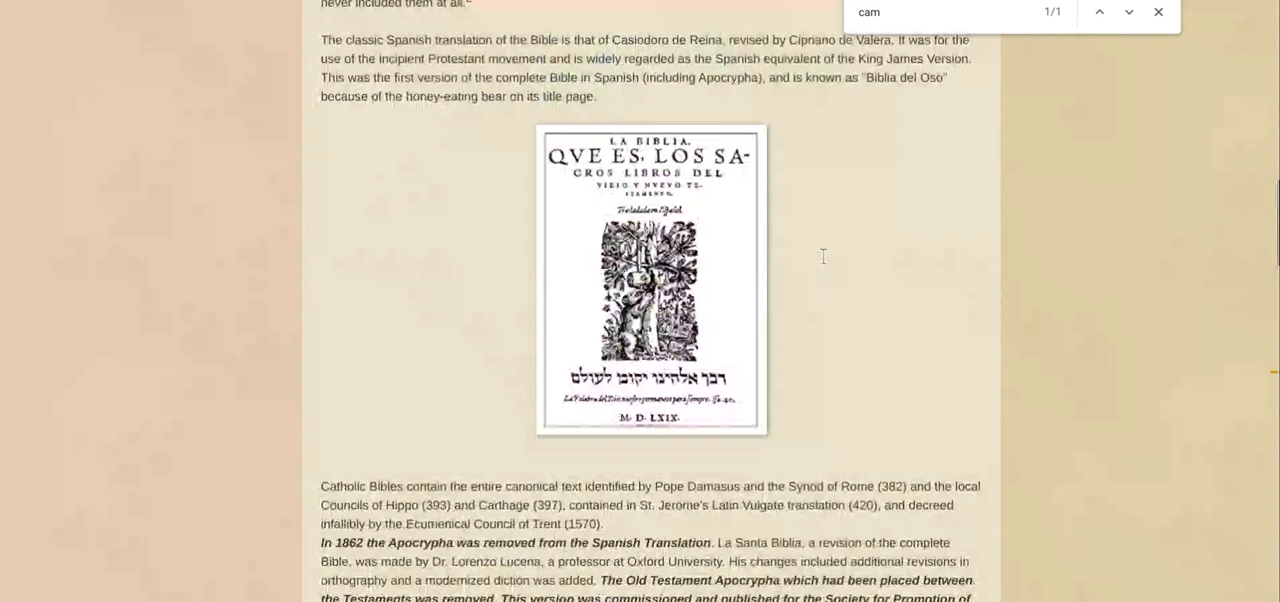 never included them at all.²
cam
1/1
The classic Spanish translation of the Bible is that of Casiodoro de Reina, revised by Cipriano de Valera. It was for the
use of the incipient Protestant movement and is widely regarded as the Spanish equivalent of the King James Version.
This was the first version of the complete Bible in Spanish (including Apocrypha), and is known as "Biblia del Oso"
because of the honey-eating bear on its title page.
LA BIBLIA.
QVE ES, LOS SA-
CROS LIBROS DEL
VIEIO Y NVEVO TE-
STAMENTO.
דבר אלהינו יקום לעולם
M. D. LXIX.
Catholic Bibles contain the entire canonical text identified by Pope Damasus and the Synod of Rome (382) and the local
Councils of Hippo (393) and Carthage (397), contained in St. Jerome's Latin Vulgate translation (420), and decreed
infallibly by the Ecumenical Council of Trent (1570).
In 1862 the Apocrypha was removed from the Spanish Translation. La Santa Biblia, a revision of the complete
Bible, was made by Dr. Lorenzo Lucena, a professor at Oxford University. His changes included additional revisions in
orthography and a modernized diction was added. The Old Testament Apocrypha which had been placed between
the Testaments was removed. This version was commissioned and published for the Society for Promotion of